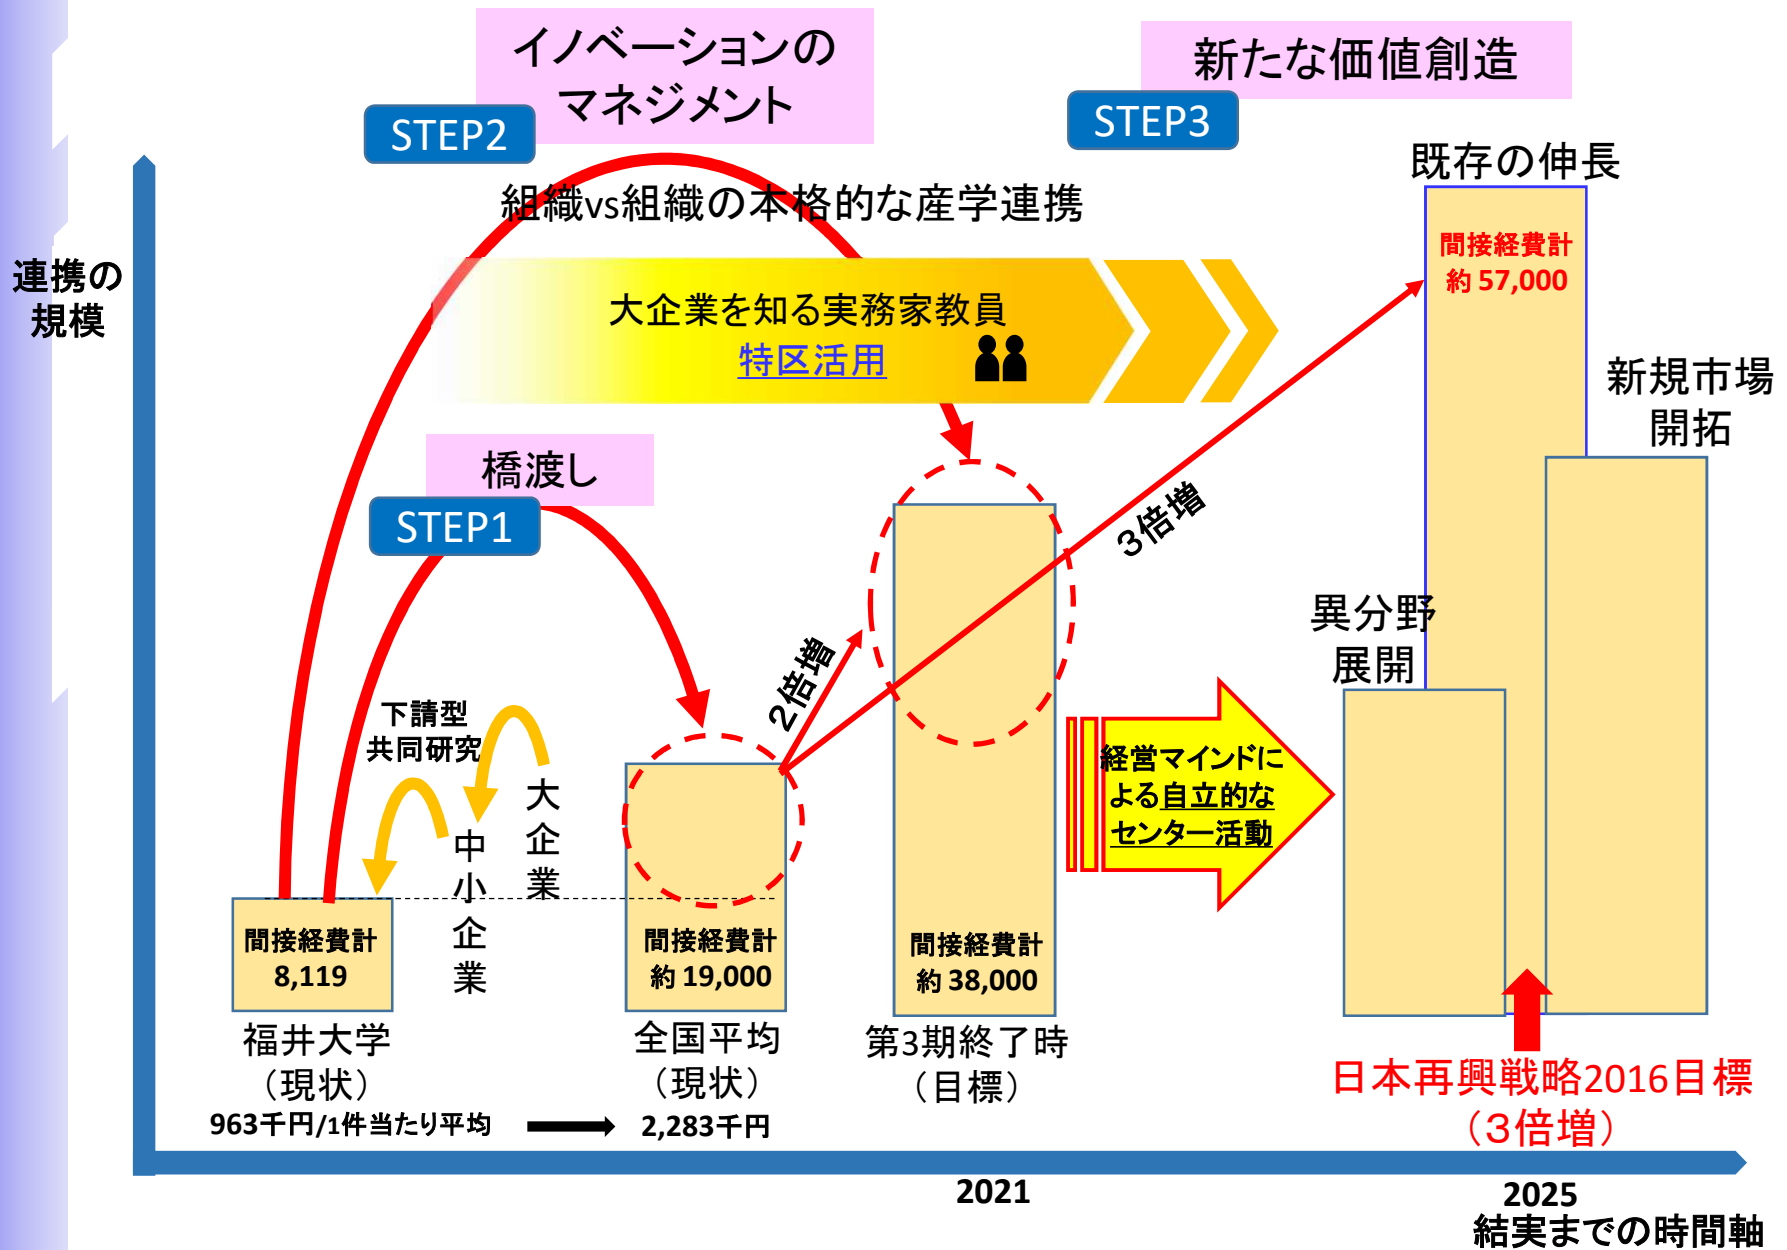 イノベーションの
マネジメント
新たな価値創造
STEP2
STEP3
既存の伸長
組織vs組織の本格的な産学連携
間接経費計
約 57,000
連携の
規模
大企業を知る実務家教員
特区活用
新規市場
開拓
橋渡し
STEP1
3倍増
異分野
展開
2倍増
下請型
共同研究
大企業
中小企業
経営マインドに
よる自立的な
センター活動
間接経費計
8,119
間接経費計
約 19,000
間接経費計
約 38,000
福井大学
（現状）
全国平均
（現状）
第3期終了時
（目標）
日本再興戦略2016目標
（3倍増）
963千円/1件当たり平均
2,283千円
2021
2025
結実までの時間軸